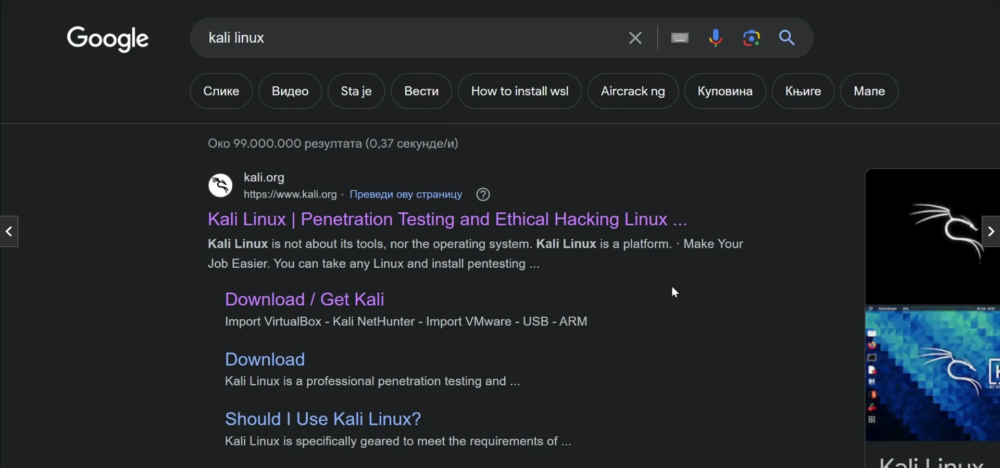 Google
kali linux
Слике
Видео
Sta je
Вести
How to install wsl
Aircrack ng
Куповина
Књиге
Мапе
Око 99.000.000 резултата (0,37 секунде/и)
kali.org
https://www.kali.org · Преведи ову страницу
Kali Linux | Penetration Testing and Ethical Hacking Linux ...
Kali Linux is not about its tools, nor the operating system. Kali Linux is a platform. · Make Your
Job Easier. You can take any Linux and install pentesting ...
Download / Get Kali
Import VirtualBox - Kali NetHunter - Import VMware - USB - ARM
Download
Kali Linux is a professional penetration testing and ...
Should I Use Kali Linux?
Kali Linux is specifically geared to meet the requirements of ...
Kali Linux